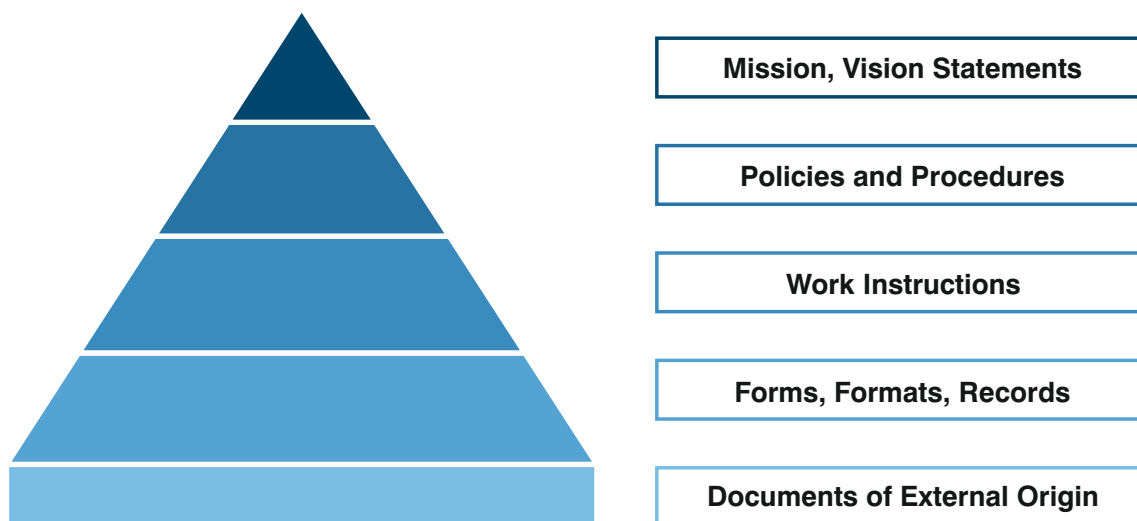 Mission, Vision Statements
Policies and Procedures
Work Instructions
Forms, Formats, Records
Documents of External Origin